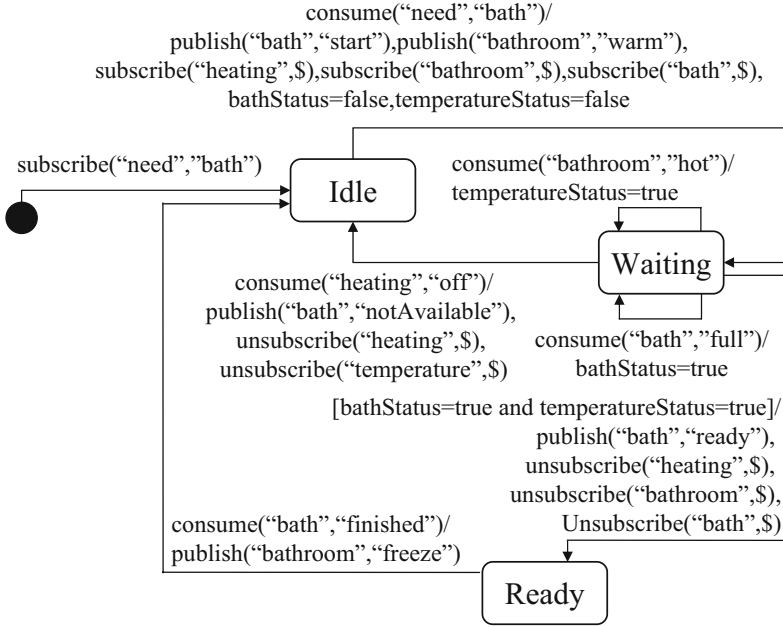 consume(“need”,“bath”)/
publish(“bath”,“start”),publish(“bathroom”,“warm”),
subscribe(“heating”,$),subscribe(“bathroom”,$),subscribe(“bath”,$),
bathStatus=false,temperatureStatus=false
subscribe(“need”,“bath”)
Idle
consume(“bathroom”,“hot”)/
temperatureStatus=true
Waiting
consume(“heating”,“off”)/
publish(“bath”,“notAvailable”),
unsubscribe(“heating”,$),
unsubscribe(“temperature”,$)
consume(“bath”,“full”)/
bathStatus=true
[bathStatus=true and temperatureStatus=true]/
publish(“bath”,“ready”),
unsubscribe(“heating”,$),
unsubscribe(“bathroom”,$),
Unsubscribe(“bath”,$)
consume(“bath”,“finished”)/
publish(“bathroom”,“freeze”)
Ready